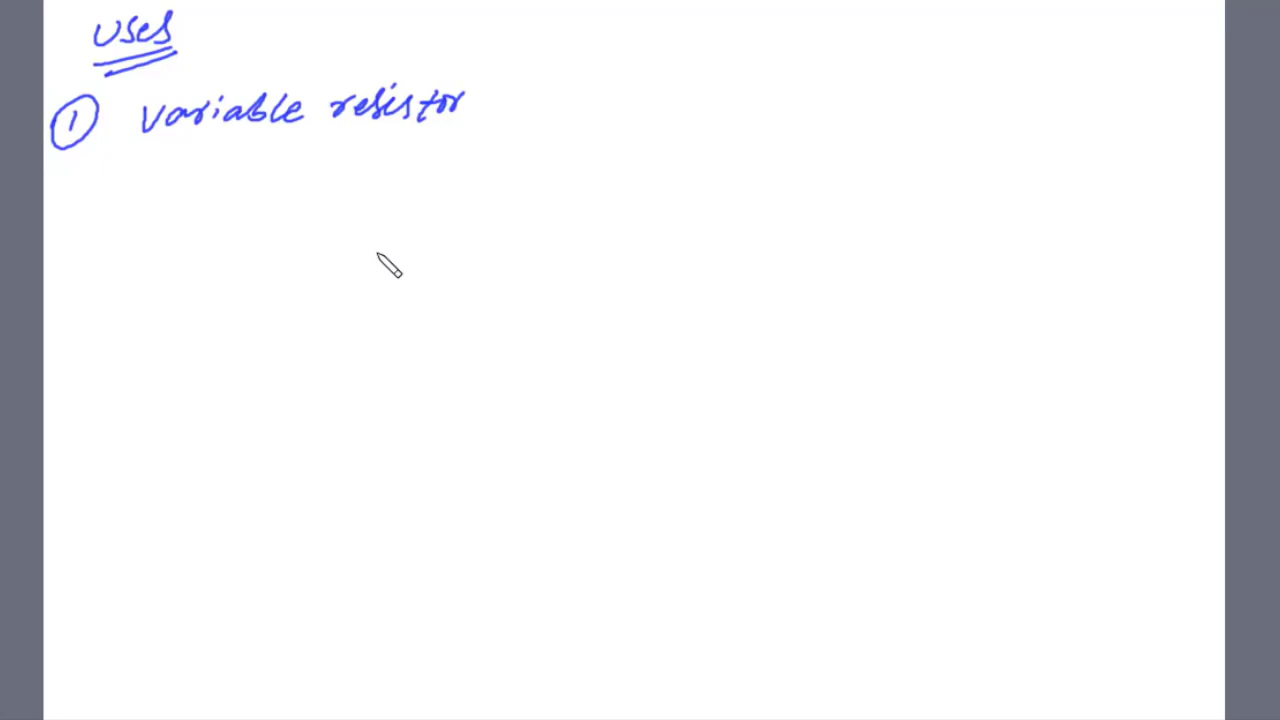 uses
① variable resistor